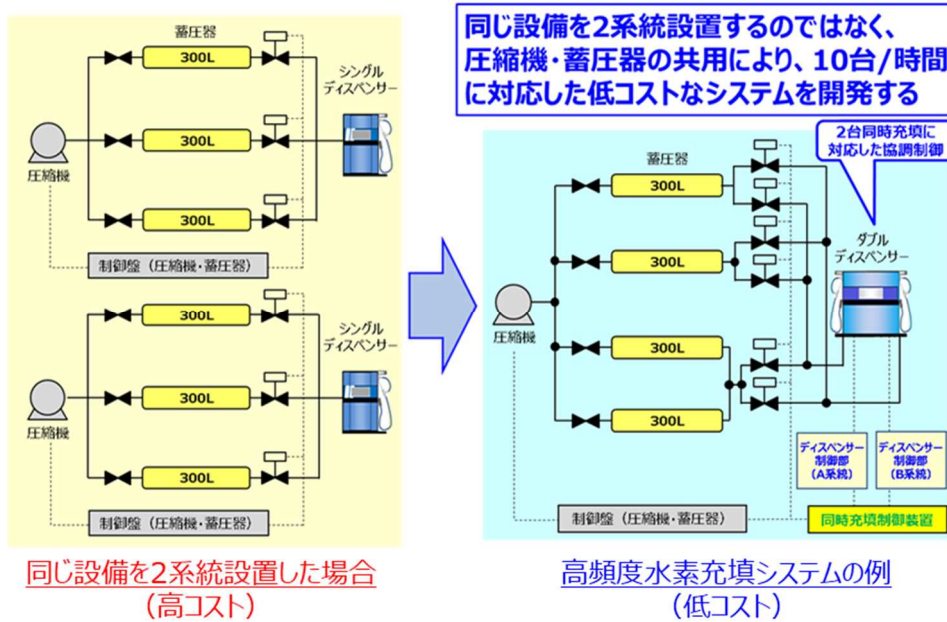 蓄圧器
300L
シングル
ディスペンサー
300L
圧縮機
300L
制御盤（圧縮機・蓄圧器）
300L
シングル
ディスペンサー
300L
圧縮機
300L
制御盤（圧縮機・蓄圧器）
同じ設備を2系統設置した場合
（高コスト）
同じ設備を2系統設置するのではなく、
圧縮機・蓄圧器の共用により、10台/時間
に対応した低コストなシステムを開発する
2台同時充填に
対応した協調制御
蓄圧器
300L
ダブル
ディスペンサー
300L
圧縮機
300L
300L
ディスペンサー
制御部
（A系統）
ディスペンサー
制御部
（B系統）
制御盤（圧縮機・蓄圧器）
同時充填制御装置
高頻度水素充填システムの例
（低コスト）